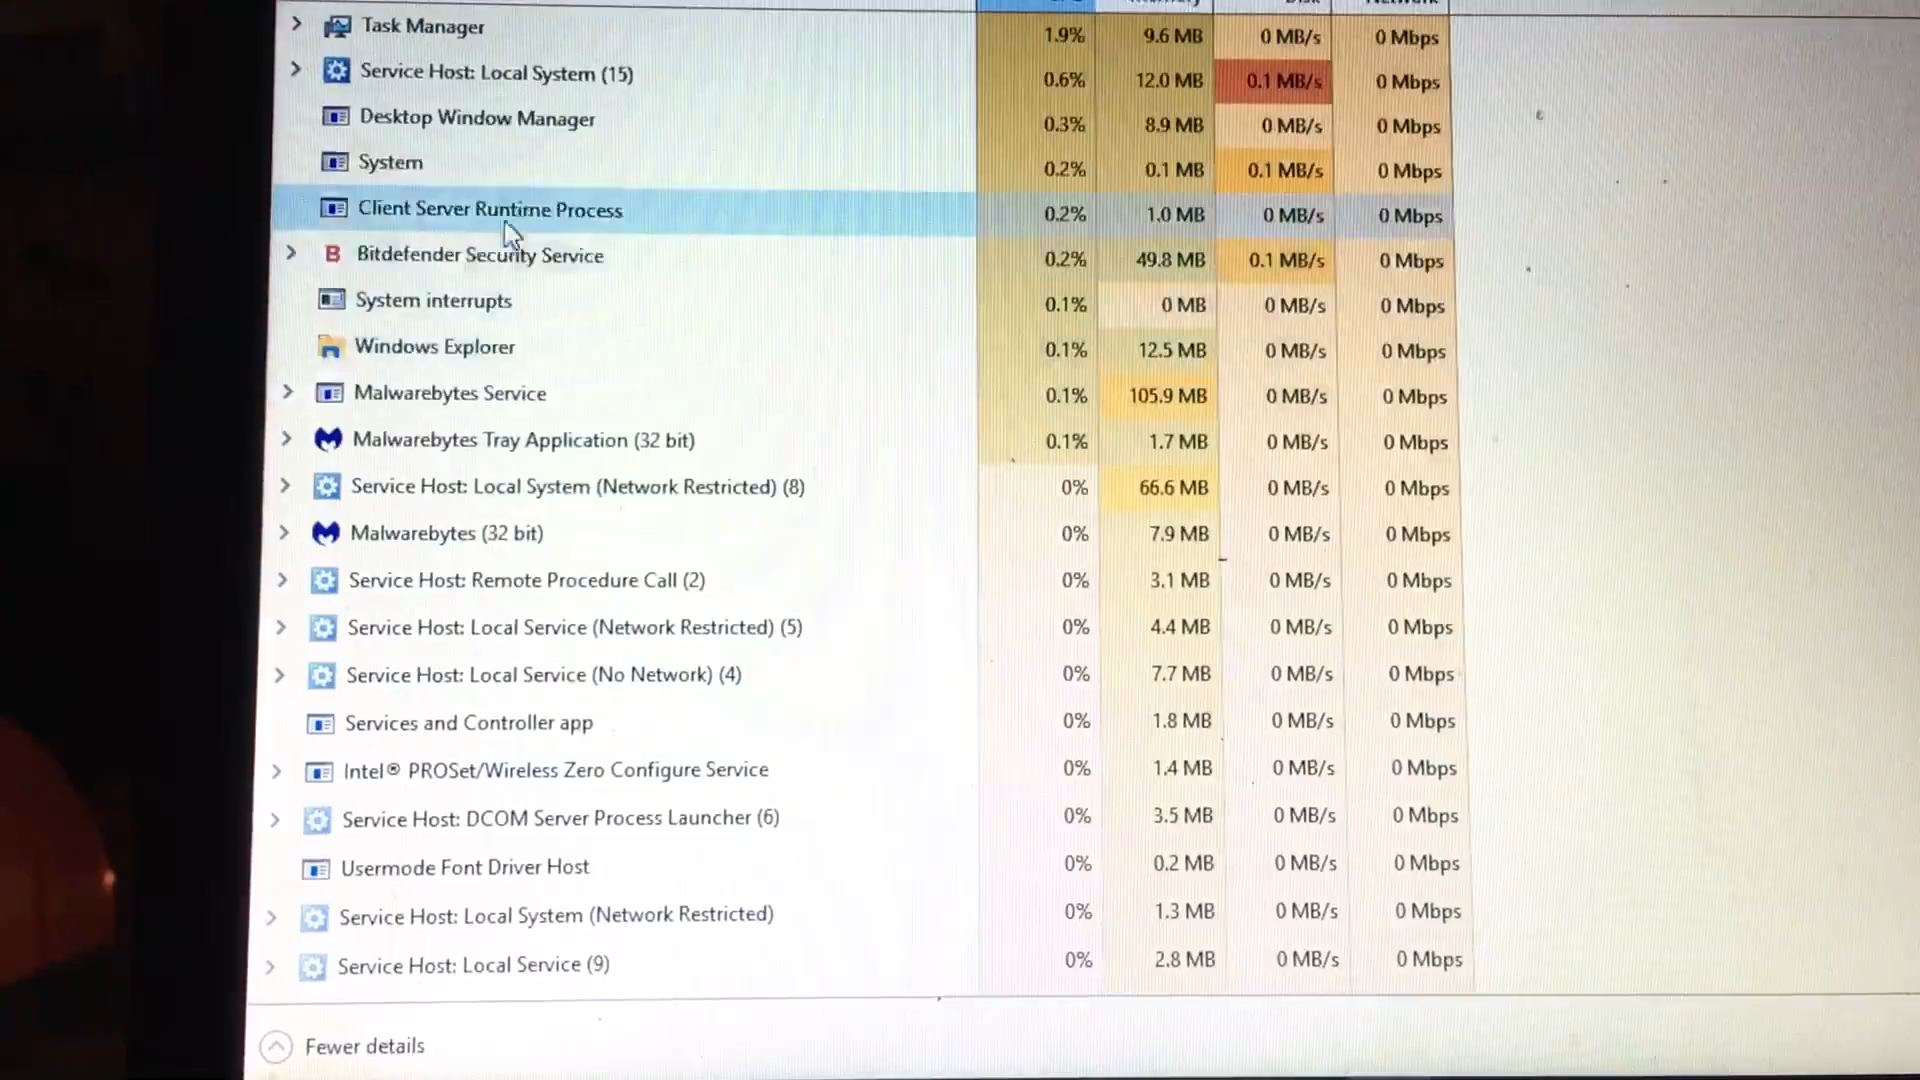 Task Manager 1.9% 9.6 MB 0 MB/s 0 Mbps
Service Host: Local System (15) 0.6% 12.0 MB 0.1 MB/s 0 Mbps
Desktop Window Manager 0.3% 8.9 MB 0 MB/s 0 Mbps
System 0.2% 0.1 MB 0.1 MB/s 0 Mbps
Client Server Runtime Process 0.2% 1.0 MB 0 MB/s 0 Mbps
B Bitdefender Security Service 0.2% 49.8 MB 0.1 MB/s 0 Mbps
System interrupts 0.1% 0 MB 0 MB/s 0 Mbps
Windows Explorer 0.1% 12.5 MB 0 MB/s 0 Mbps
Malwarebytes Service 0.1% 105.9 MB 0 MB/s 0 Mbps
Malwarebytes Tray Application (32 bit) 0.1% 1.7 MB 0 MB/s 0 Mbps
Service Host: Local System (Network Restricted) (8) 0% 66.6 MB 0 MB/s 0 Mbps
Malwarebytes (32 bit) 0% 7.9 MB 0 MB/s 0 Mbps
Service Host: Remote Procedure Call (2) 0% 3.1 MB 0 MB/s 0 Mbps
Service Host: Local Service (Network Restricted) (5) 0% 4.4 MB 0 MB/s 0 Mbps
Service Host: Local Service (No Network) (4) 0% 7.7 MB 0 MB/s 0 Mbps
Services and Controller app 0% 1.8 MB 0 MB/s 0 Mbps
Intel® PROSet/Wireless Zero Configure Service 0% 1.4 MB 0 MB/s 0 Mbps
Service Host: DCOM Server Process Launcher (6) 0% 3.5 MB 0 MB/s 0 Mbps
Usermode Font Driver Host 0% 0.2 MB 0 MB/s 0 Mbps
Service Host: Local System (Network Restricted) 0% 1.3 MB 0 MB/s 0 Mbps
Service Host: Local Service (9) 0% 2.8 MB 0 MB/s 0 Mbps
Fewer details